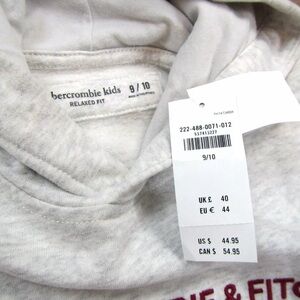 abercrombie kids 9 / 10
RELAXED FIT
222-488-0071-012
537413227
9/10
UK £ 40
EU € 44
US $ 44.95
CAN $ 54.95
& FITC